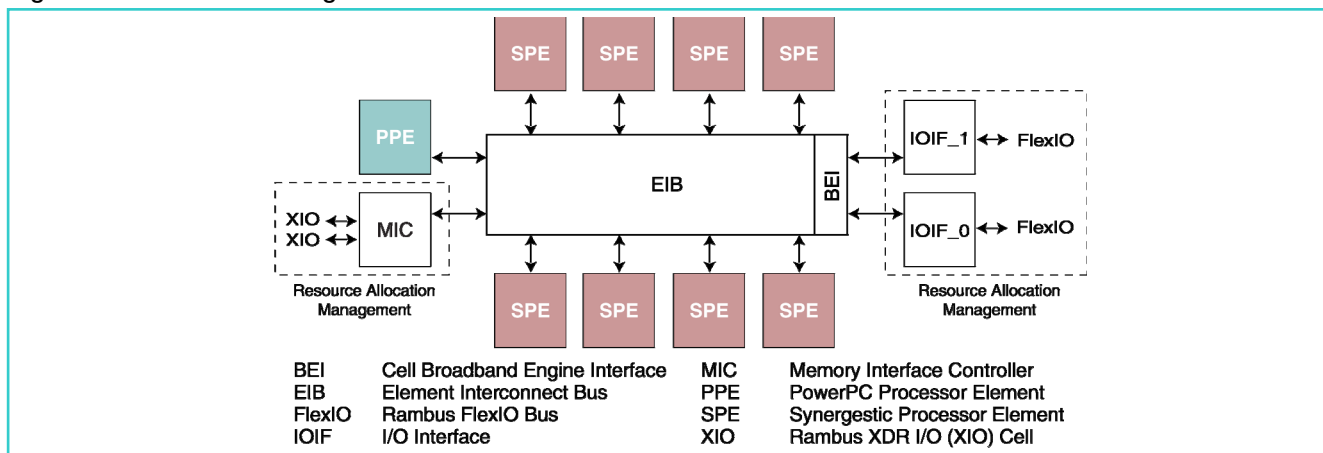 SPE SPE SPE SPE
PPE
IOIF_1 FlexIO
EIB
BEI
XIO
XIO
MIC
IOIF_0 FlexIO
Resource Allocation
Management
SPE SPE SPE SPE
Resource Allocation
Management
BEI Cell Broadband Engine Interface MIC Memory Interface Controller
EIB Element Interconnect Bus PPE PowerPC Processor Element
FlexIO Rambus FlexIO Bus SPE Synergestic Processor Element
IOIF I/O Interface XIO Rambus XDR I/O (XIO) Cell